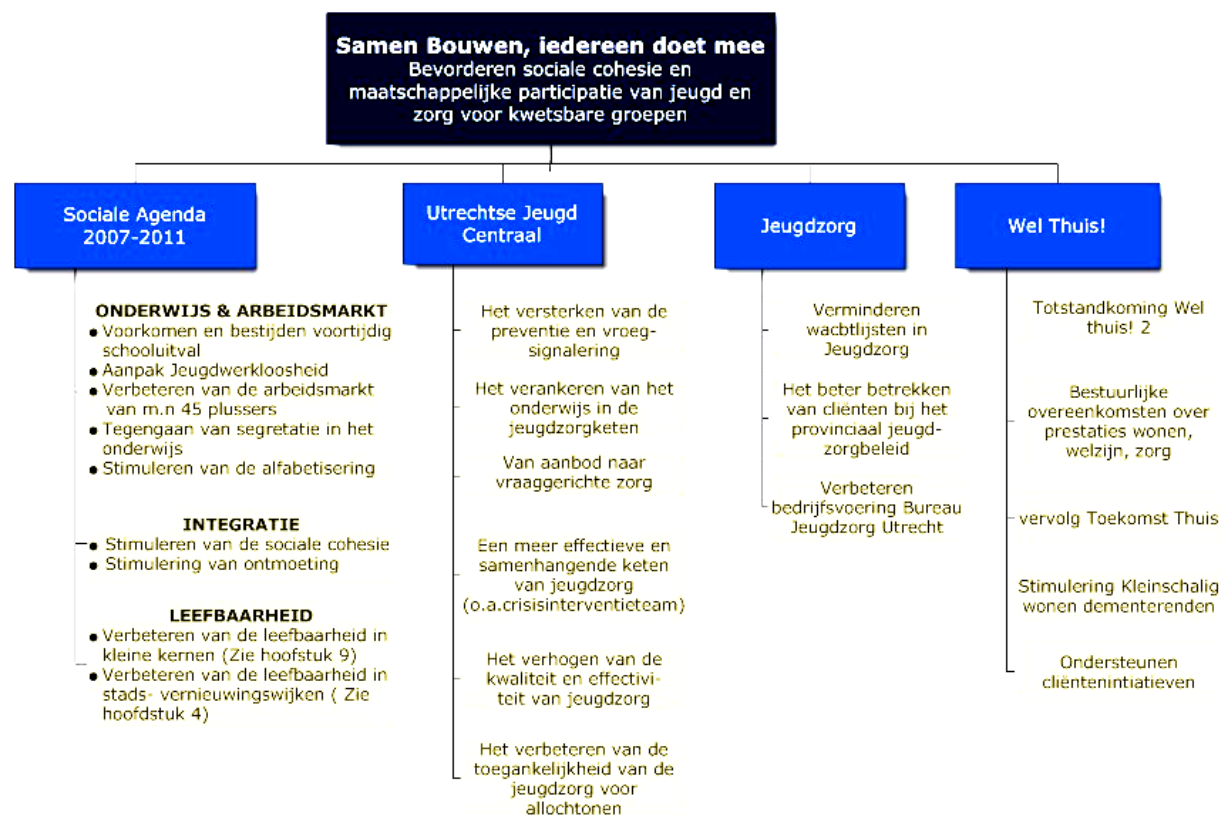 Samen Bouwen, iedereen doet mee
Bevorderen sociale cohesie en
maatschappelijke participatie van jeugd en
zorg voor kwetsbare groepen
Sociale Agenda
2007-2011
ONDERWIJS & ARBEIDSMARKT
● Voorkomen en bestijden voortijdig
schooluitval
● Aanpak Jeugdwerkloosheid
● Verbeteren van de arbeidsmarkt
van m.n 45 plussers
● Tegengaan van segretatie in het
onderwijs
● Stimuleren van de alfabetisering
INTEGRATIE
● Stimuleren van de sociale cohesie
● Stimulering van ontmoeting
LEEFBAARHEID
● Verbeteren van de leefbaarheid in
kleine kernen (Zie hoofstuk 9)
● Verbeteren van de leefbaarheid in
stads- vernieuwingswijken ( Zie
hoofdstuk 4)
Utrechtse Jeugd
Centraal
Het versterken van de
preventie en vroeg-
signalering
Het verankeren van het
onderwijs in de
jeugdzorgketen
Van aanbod naar
vraaggerichte zorg
Een meer effectieve en
samenhangende keten
van jeugdzorg
(o.a.crisisinterventieteam)
Het verhogen van de
kwaliteit en effectivi-
teit van jeugdzorg
Het verbeteren van de
toegankelijkheid van de
jeugdzorg voor
allochtonen
Jeugdzorg
Verminderen
wacbtlijsten in
Jeugdzorg
Het beter betrekken
van cliënten bij het
provinciaal jeugd-
zorgbeleid
Verbeteren
bedrijfsvoering Bureau
Jeugdzorg Utrecht
Wel Thuis!
Totstandkoming Wel
thuis! 2
Bestuurlijke
overeenkomsten over
prestaties wonen,
welzijn, zorg
vervolg Toekomst Thuis
Stimulering Kleinschalig
wonen dementerenden
Ondersteunen
cliëntenintiatieven